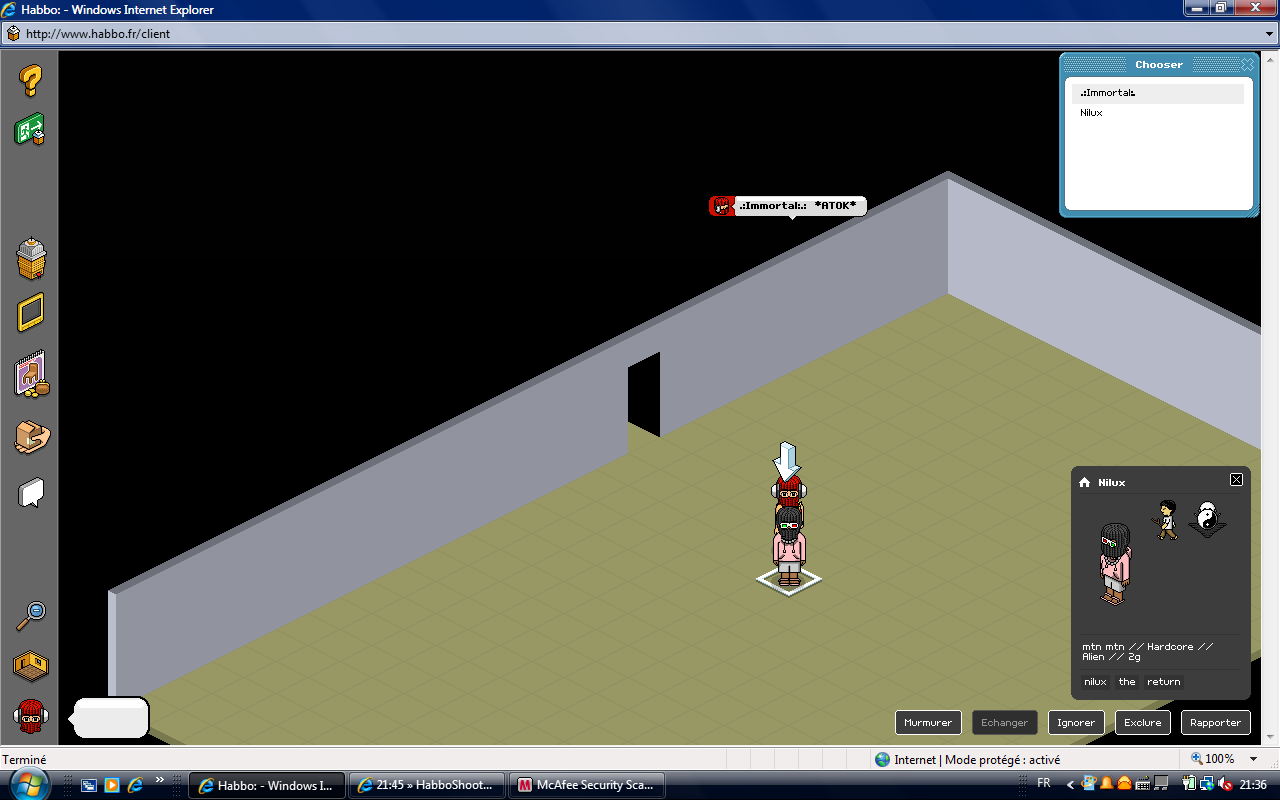 Habbo: - Windows Internet Explorer
http://www.habbo.fr/client
Chooser
.:Immortal:.
Nilux
.:Immortal:.: *ATOK*
Nilux
mtn mtn // Hardcore //
Alien // 2g
nilux the return
Murmurer Echanger Ignorer Exclure Rapporter
Terminé
Internet | Mode protégé : activé
100%
Habbo: - Windows I...
21:45 » HabboShoot...
McAfee Security Sca...
FR
21:36